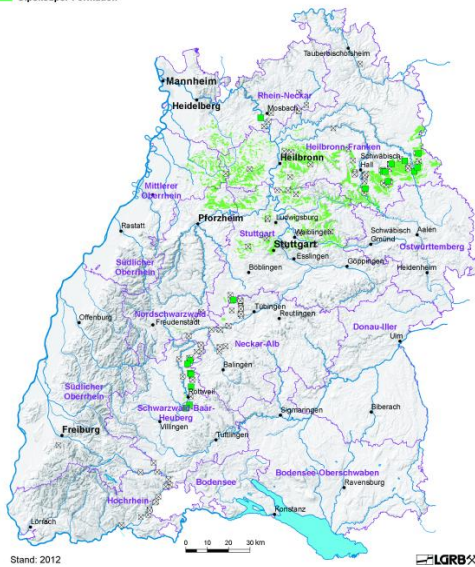 Gipskeuper-Formation
Tauberbischofsheim
Mannheim
Rhein-Neckar
Heidelberg
Mosbach
Heilbronn-Franken
Schwäbisch
Hall
Heilbronn
Mittlerer
Oberrhein
Rastatt
Pforzheim
Ludwigsburg
Stuttgart
Waiblingen
Schwäbisch
Gmünd
Aalen
Ostwürttemberg
Stuttgart
Esslingen
Böblingen
Göppingen
Heidenheim
Südlicher
Oberrhein
Offenburg
Nordschwarzwald
Freudenstadt
Tübingen
Reutlingen
Donau-Iller
Ulm
Neckar-Alb
Balingen
Südlicher
Oberrhein
Rottweil
Schwarzwald-Baar-
Heuberg
Villingen
Sigmaringen
Biberach
Freiburg
Tuttlingen
Bodensee-Oberschwaben
Bodensee
Ravensburg
Hochrhein
Konstanz
Lörrach
0 10 20 30 km
Stand: 2012
LGRB